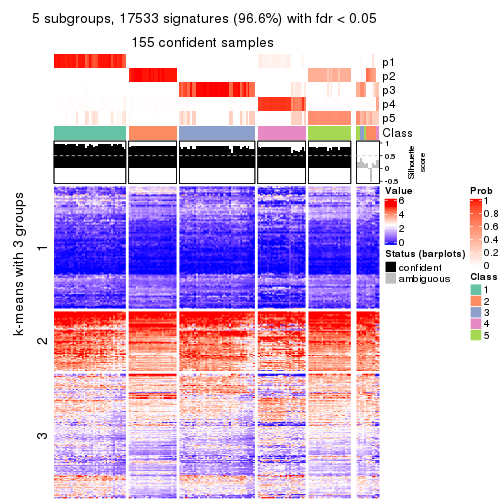 5 subgroups, 17533 signatures (96.6%) with fdr < 0.05
155 confident samples
p1
p2
p3
p4
p5
Class
1
0.5
0
-0.5
Silhouette
score
k-means with 3 groups
1
2
3
Value
6
4
2
0
Status (barplots)
confident
ambiguous
Prob
1
0.8
0.6
0.4
0.2
0
Class
1
2
3
4
5